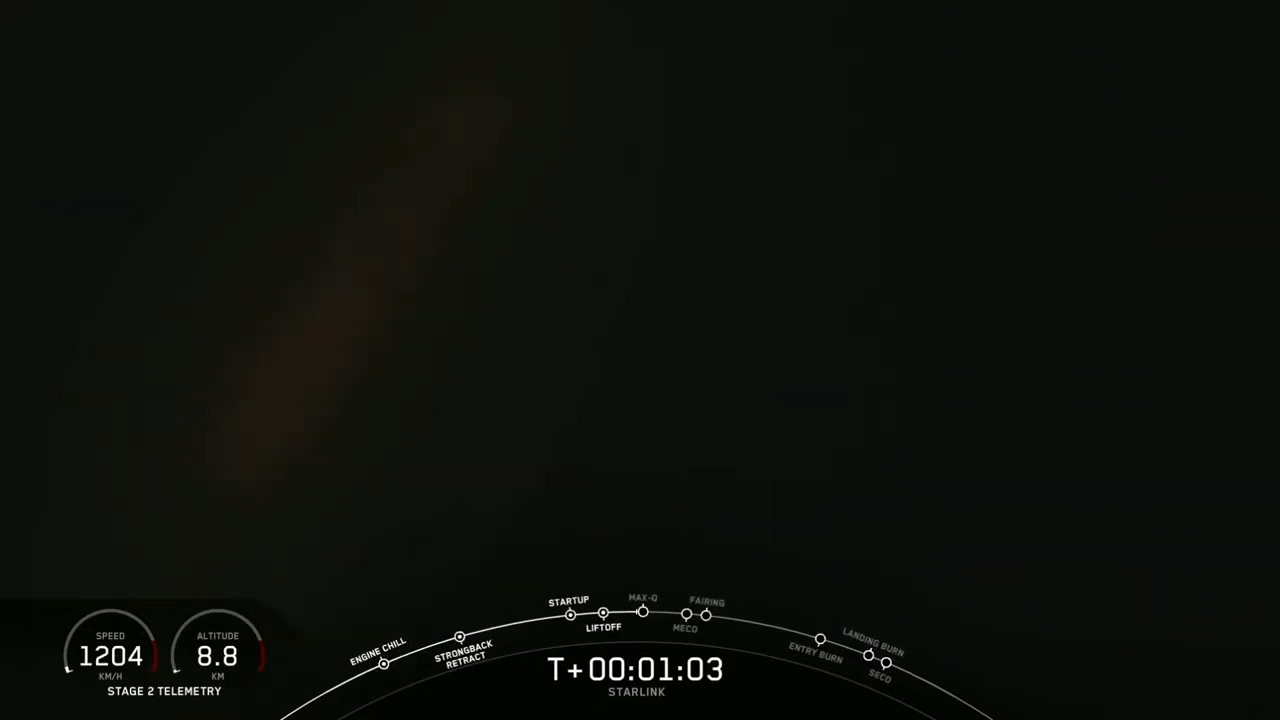 STARTUP
MAX-Q
FAIRING
LIFTOFF
MECO
ENGINE CHILL
STRONGBACK
RETRACT
ENTRY BURN
LANDING BURN
SECO
SPEED
1204
KM/H
ALTITUDE
8.8
KM
STAGE 2 TELEMETRY
T+00:01:03
STARLINK